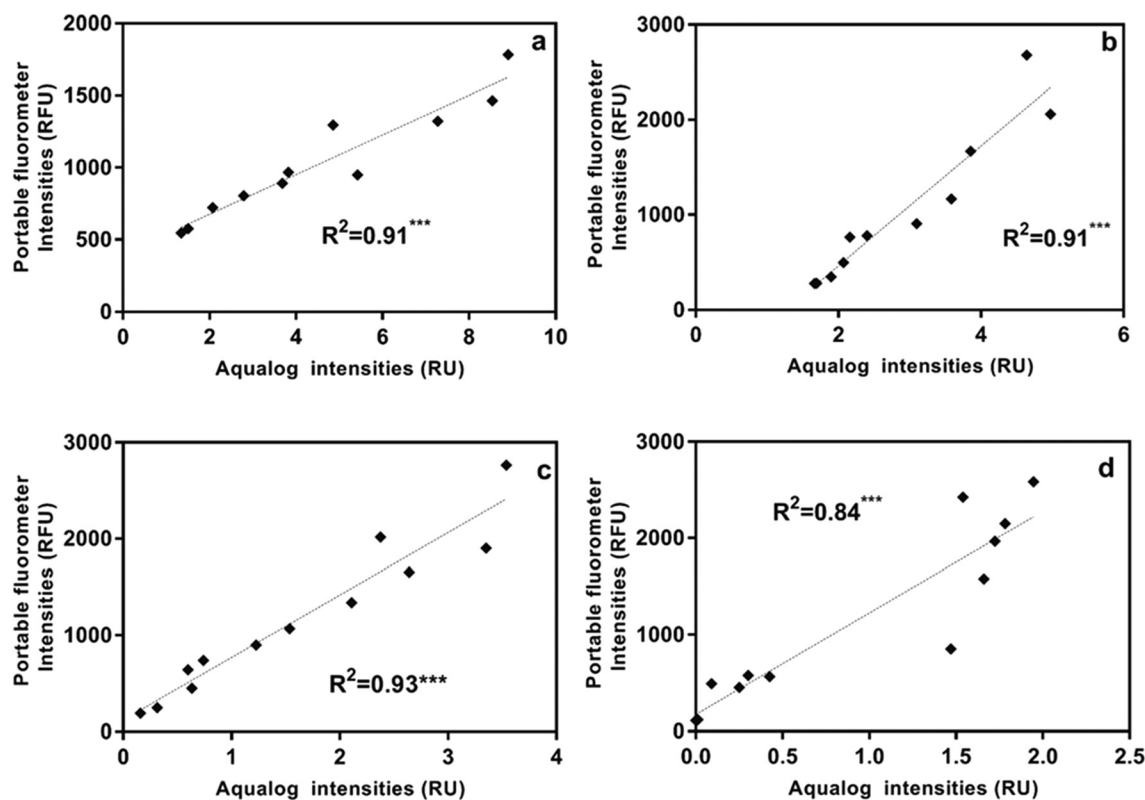 a
2000
1500
1000
500
0
0 2 4 6 8 10
Portable fluorometer
Intensities (RFU)
R²=0.91***
Aqualog intensities (RU)
b
3000
2000
1000
0
0 2 4 6
Portable fluorometer
Intensities (RFU)
R²=0.91***
Aqualog intensities (RU)
c
3000
2000
1000
0
0 1 2 3 4
Portable fluorometer
Intensities (RFU)
R²=0.93***
Aqualog intensities (RU)
d
3000
2000
1000
0
0.0 0.5 1.0 1.5 2.0 2.5
Portable fluorometer
Intensities (RFU)
R²=0.84***
Aqualog intensities (RU)